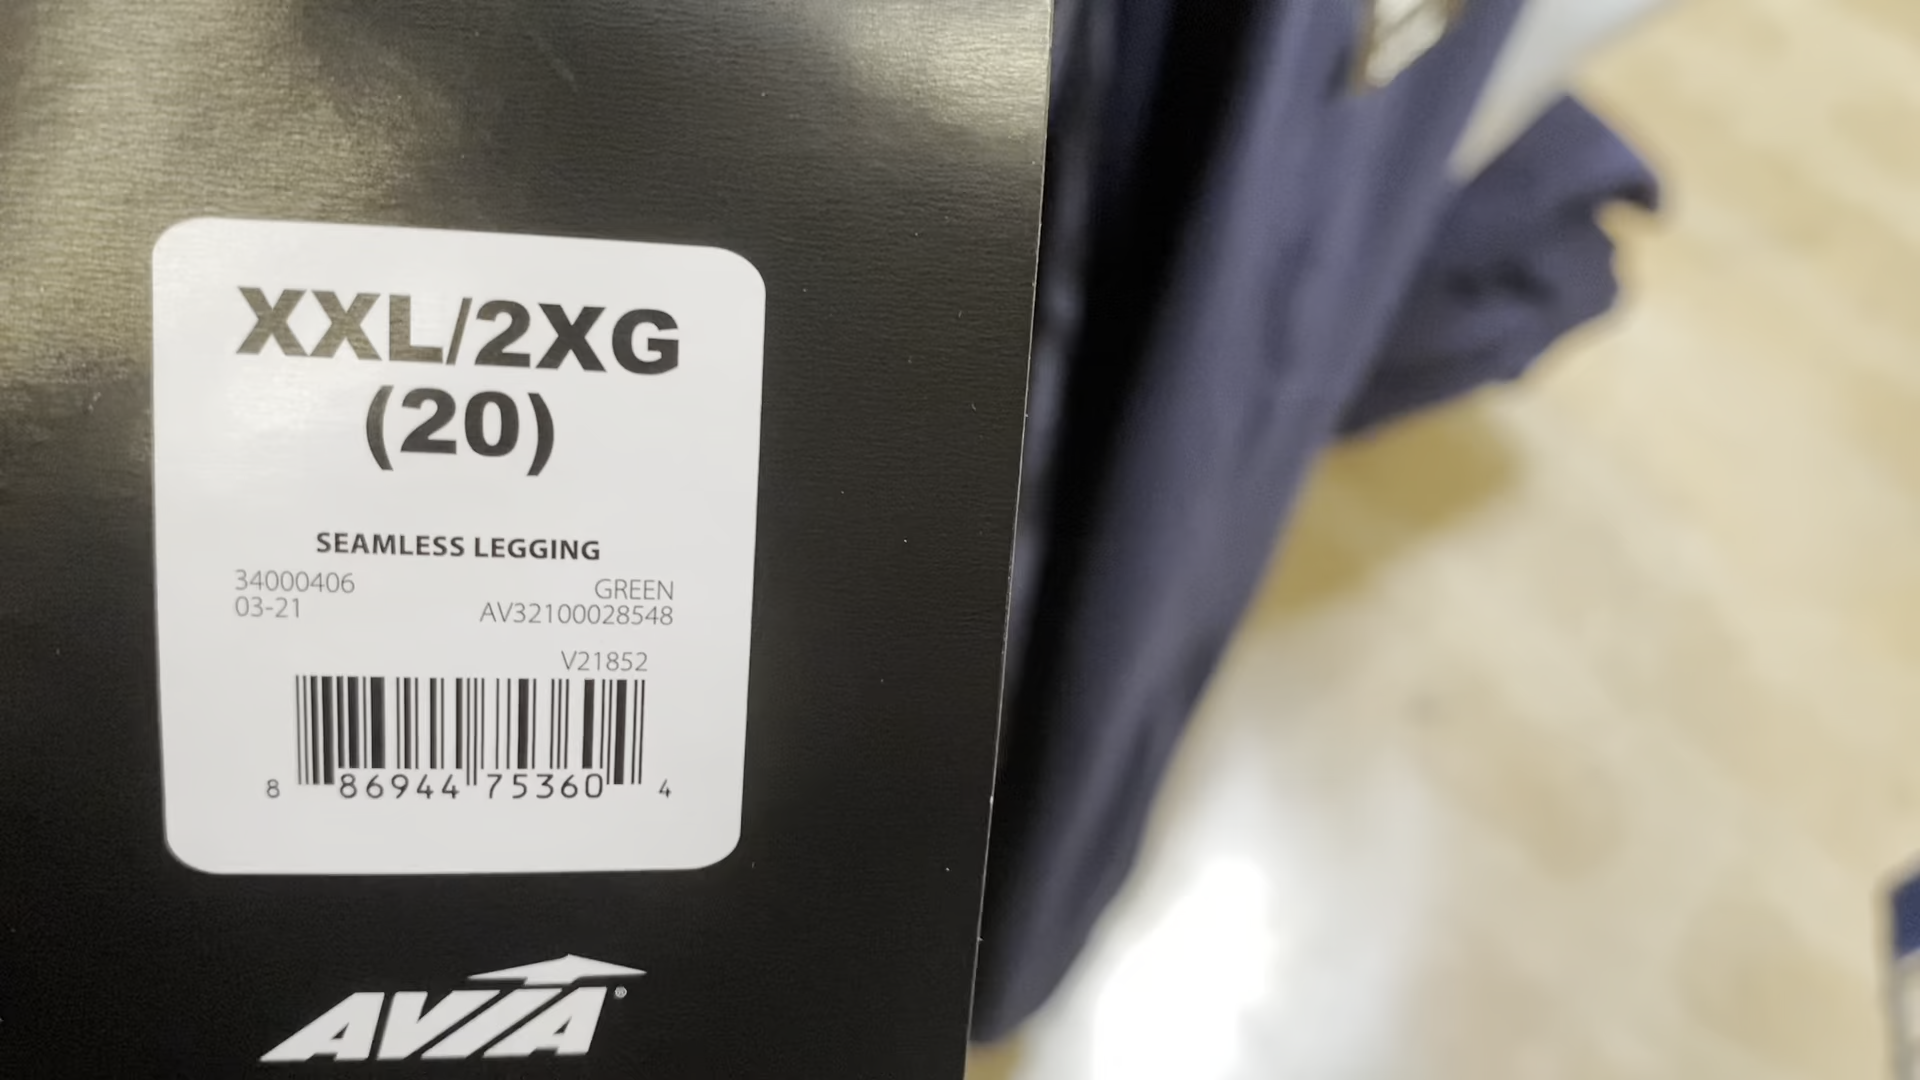 XXL/2XG
(20)
SEAMLESS LEGGING
34000406 GREEN
03-21 AV32100028548
V21852
8 86944 75360 4
AVIA®